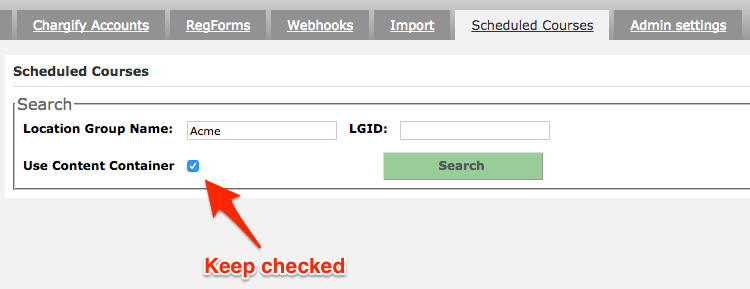 Chargify Accounts RegForms Webhooks Import Scheduled Courses Admin settings
Scheduled Courses
Search
Location Group Name: Acme LGID:
Use Content Container Search
Keep checked